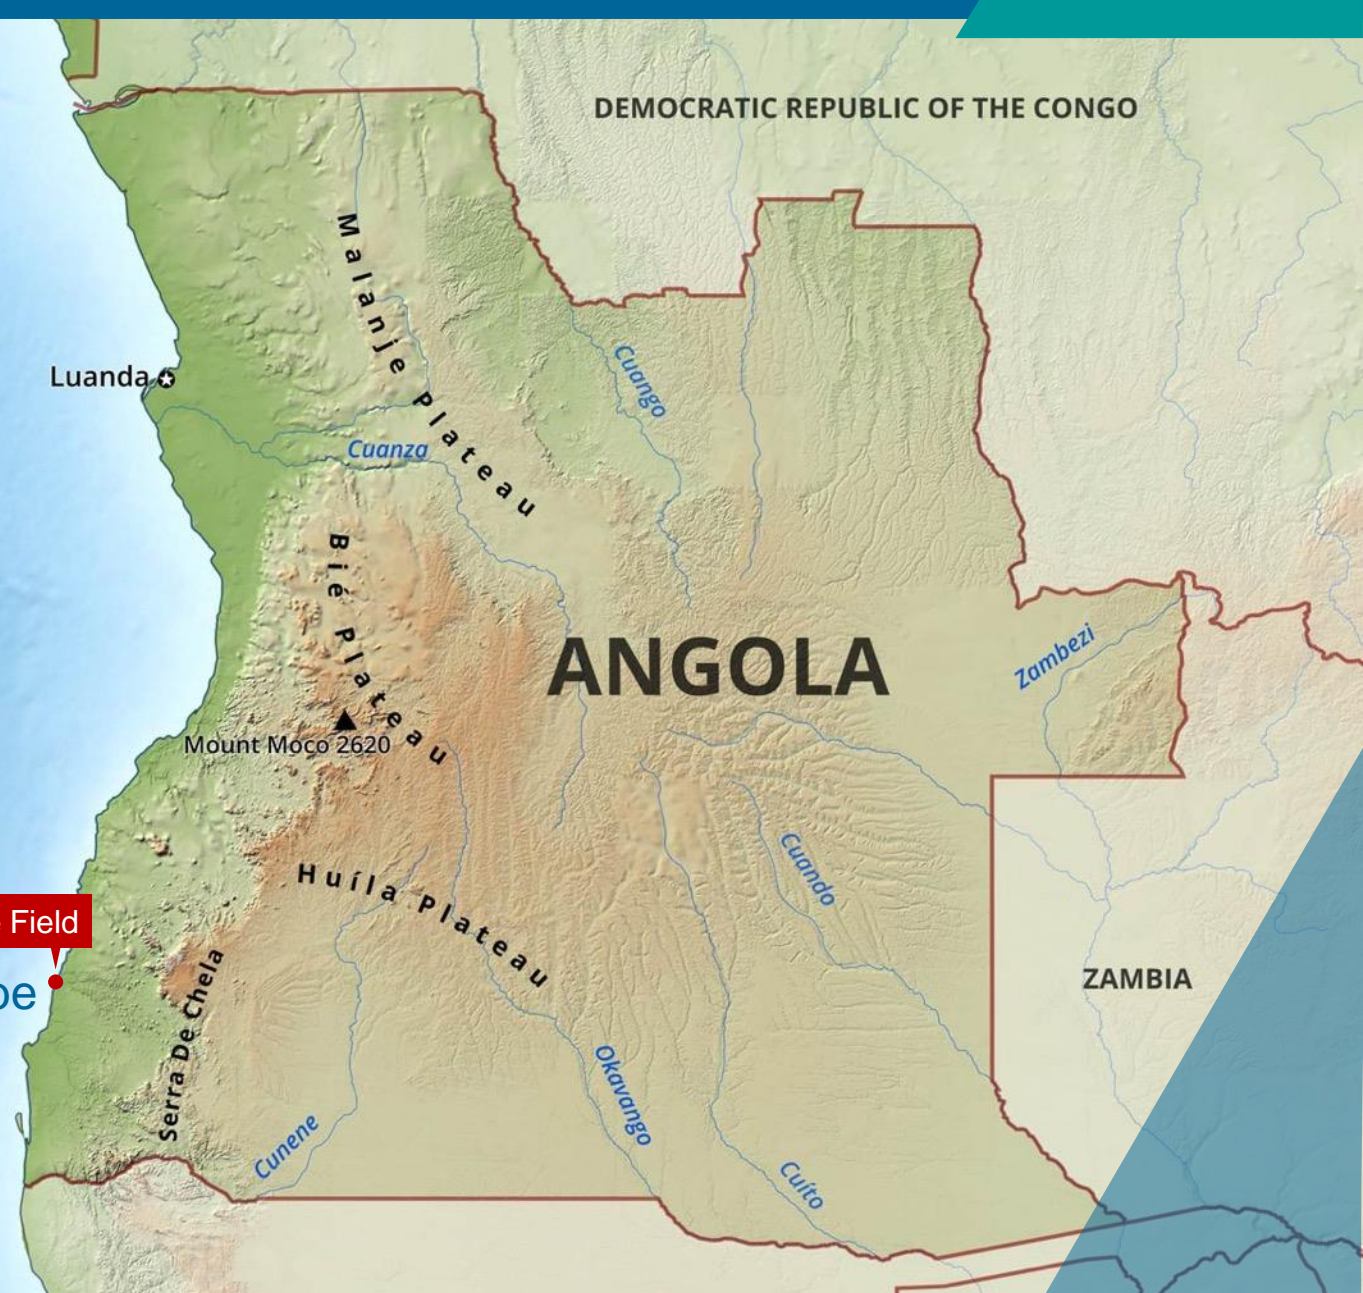 DEMOCRATIC REPUBLIC OF THE CONGO
Malanje Plateau
Luanda
Cuango
Cuanza
Bié Plateau
ANGOLA
Zambezi
Mount Moco 2620
Cuando
Huíla Plateau
Field
Serra De Chela
ZAMBIA
Okavango
Cunene
Cuíto